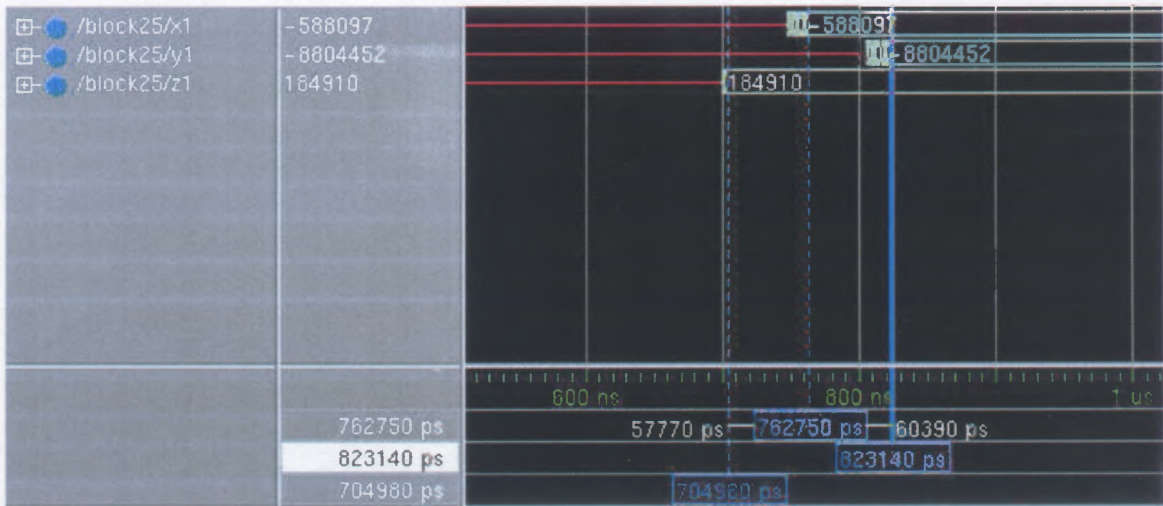 /block25/x1 -588097 -588097
/block25/y1 -8804452 -8804452
/block25/z1 184910 184910
600 ns 800 ns 1 us
762750 ps 57770 ps 762750 ps 60390 ps
823140 ps 823140 ps
704980 ps 704980 ps